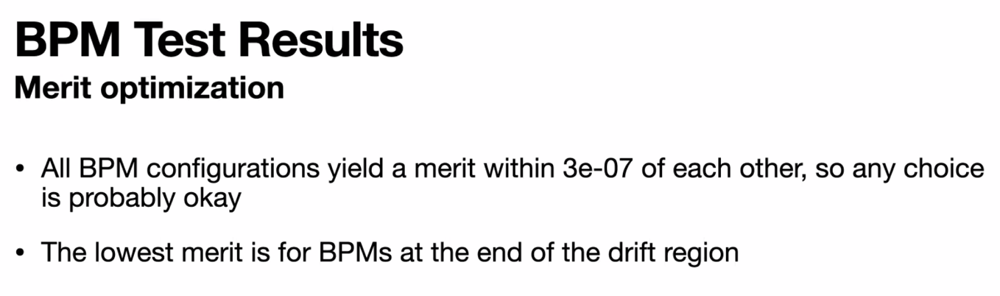 BPM Test Results
Merit optimization
• All BPM configurations yield a merit within 3e-07 of each other, so any choice
is probably okay
• The lowest merit is for BPMs at the end of the drift region